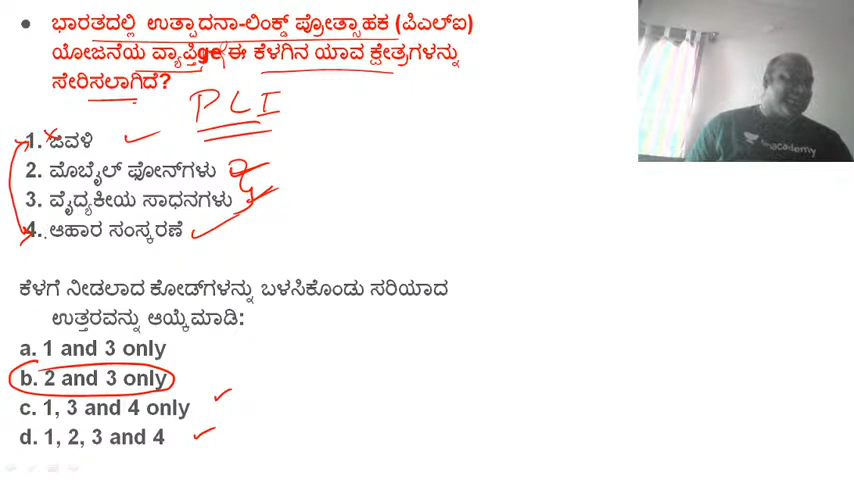 ಭಾರತದಲ್ಲಿ ಉತ್ಪಾದನಾ-ಲಿಂಕ್ಡ್ ಪ್ರೋತ್ಸಾಹಕ (ಪಿಎಲ್ಐ)
ಯೋಜನೆಯ ವ್ಯಾಪ್ತಿge ಈ ಕೆಳಗಿನ ಯಾವ ಕ್ಷೇತ್ರಗಳನ್ನು
ಸೇರಿಸಲಾಗಿದೆ?
PLI
1. ಜವಳಿ
2. ಮೊಬೈಲ್ ಫೋನ್‌ಗಳು
3. ವೈದ್ಯಕೀಯ ಸಾಧನಗಳು
4. ಆಹಾರ ಸಂಸ್ಕರಣೆ
ಕೆಳಗೆ ನೀಡಲಾದ ಕೋಡ್‌ಗಳನ್ನು ಬಳಸಿಕೊಂಡು ಸರಿಯಾದ
ಉತ್ತರವನ್ನು ಆಯ್ಕೆಮಾಡಿ:
a. 1 and 3 only
b. 2 and 3 only
c. 1, 3 and 4 only
d. 1, 2, 3 and 4